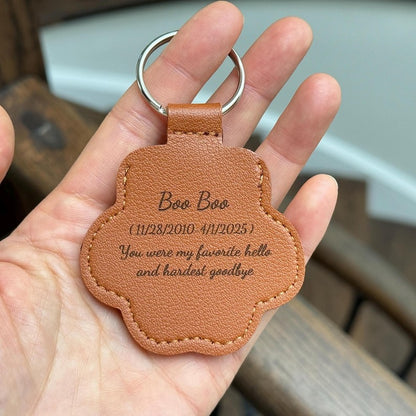 Boo Boo
(11/28/2010 4/1/2025)
You were my favorite hello
and hardest goodbye